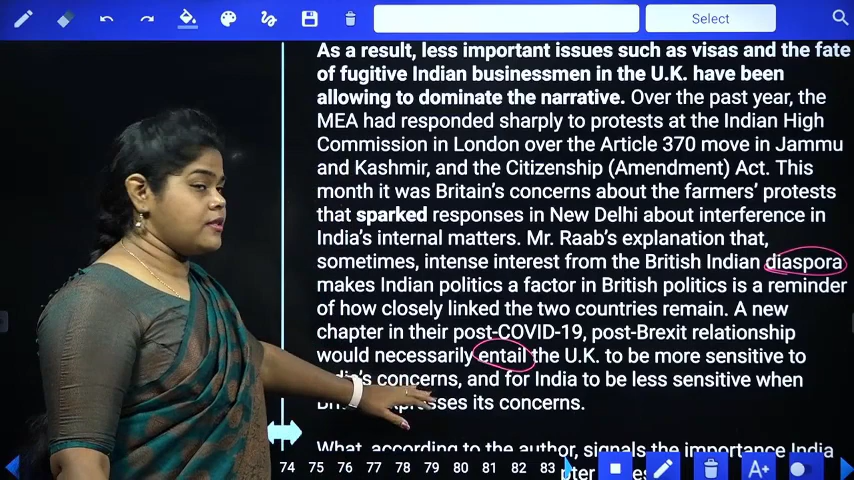 Select
As a result, less important issues such as visas and the fate
of fugitive Indian businessmen in the U.K. have been
allowing to dominate the narrative. Over the past year, the
MEA had responded sharply to protests at the Indian High
Commission in London over the Article 370 move in Jammu
and Kashmir, and the Citizenship (Amendment) Act. This
month it was Britain's concerns about the farmers' protests
that sparked responses in New Delhi about interference in
India's internal matters. Mr. Raab's explanation that,
sometimes, intense interest from the British Indian diaspora
makes Indian politics a factor in British politics is a reminder
of how closely linked the two countries remain. A new
chapter in their post-COVID-19, post-Brexit relationship
would necessarily entail the U.K. to be more sensitive to
concerns, and for India to be less sensitive when
its concerns.
What, according to the author, signals the importance India
74 75 76 77 78 79 80 81 82 83
A+